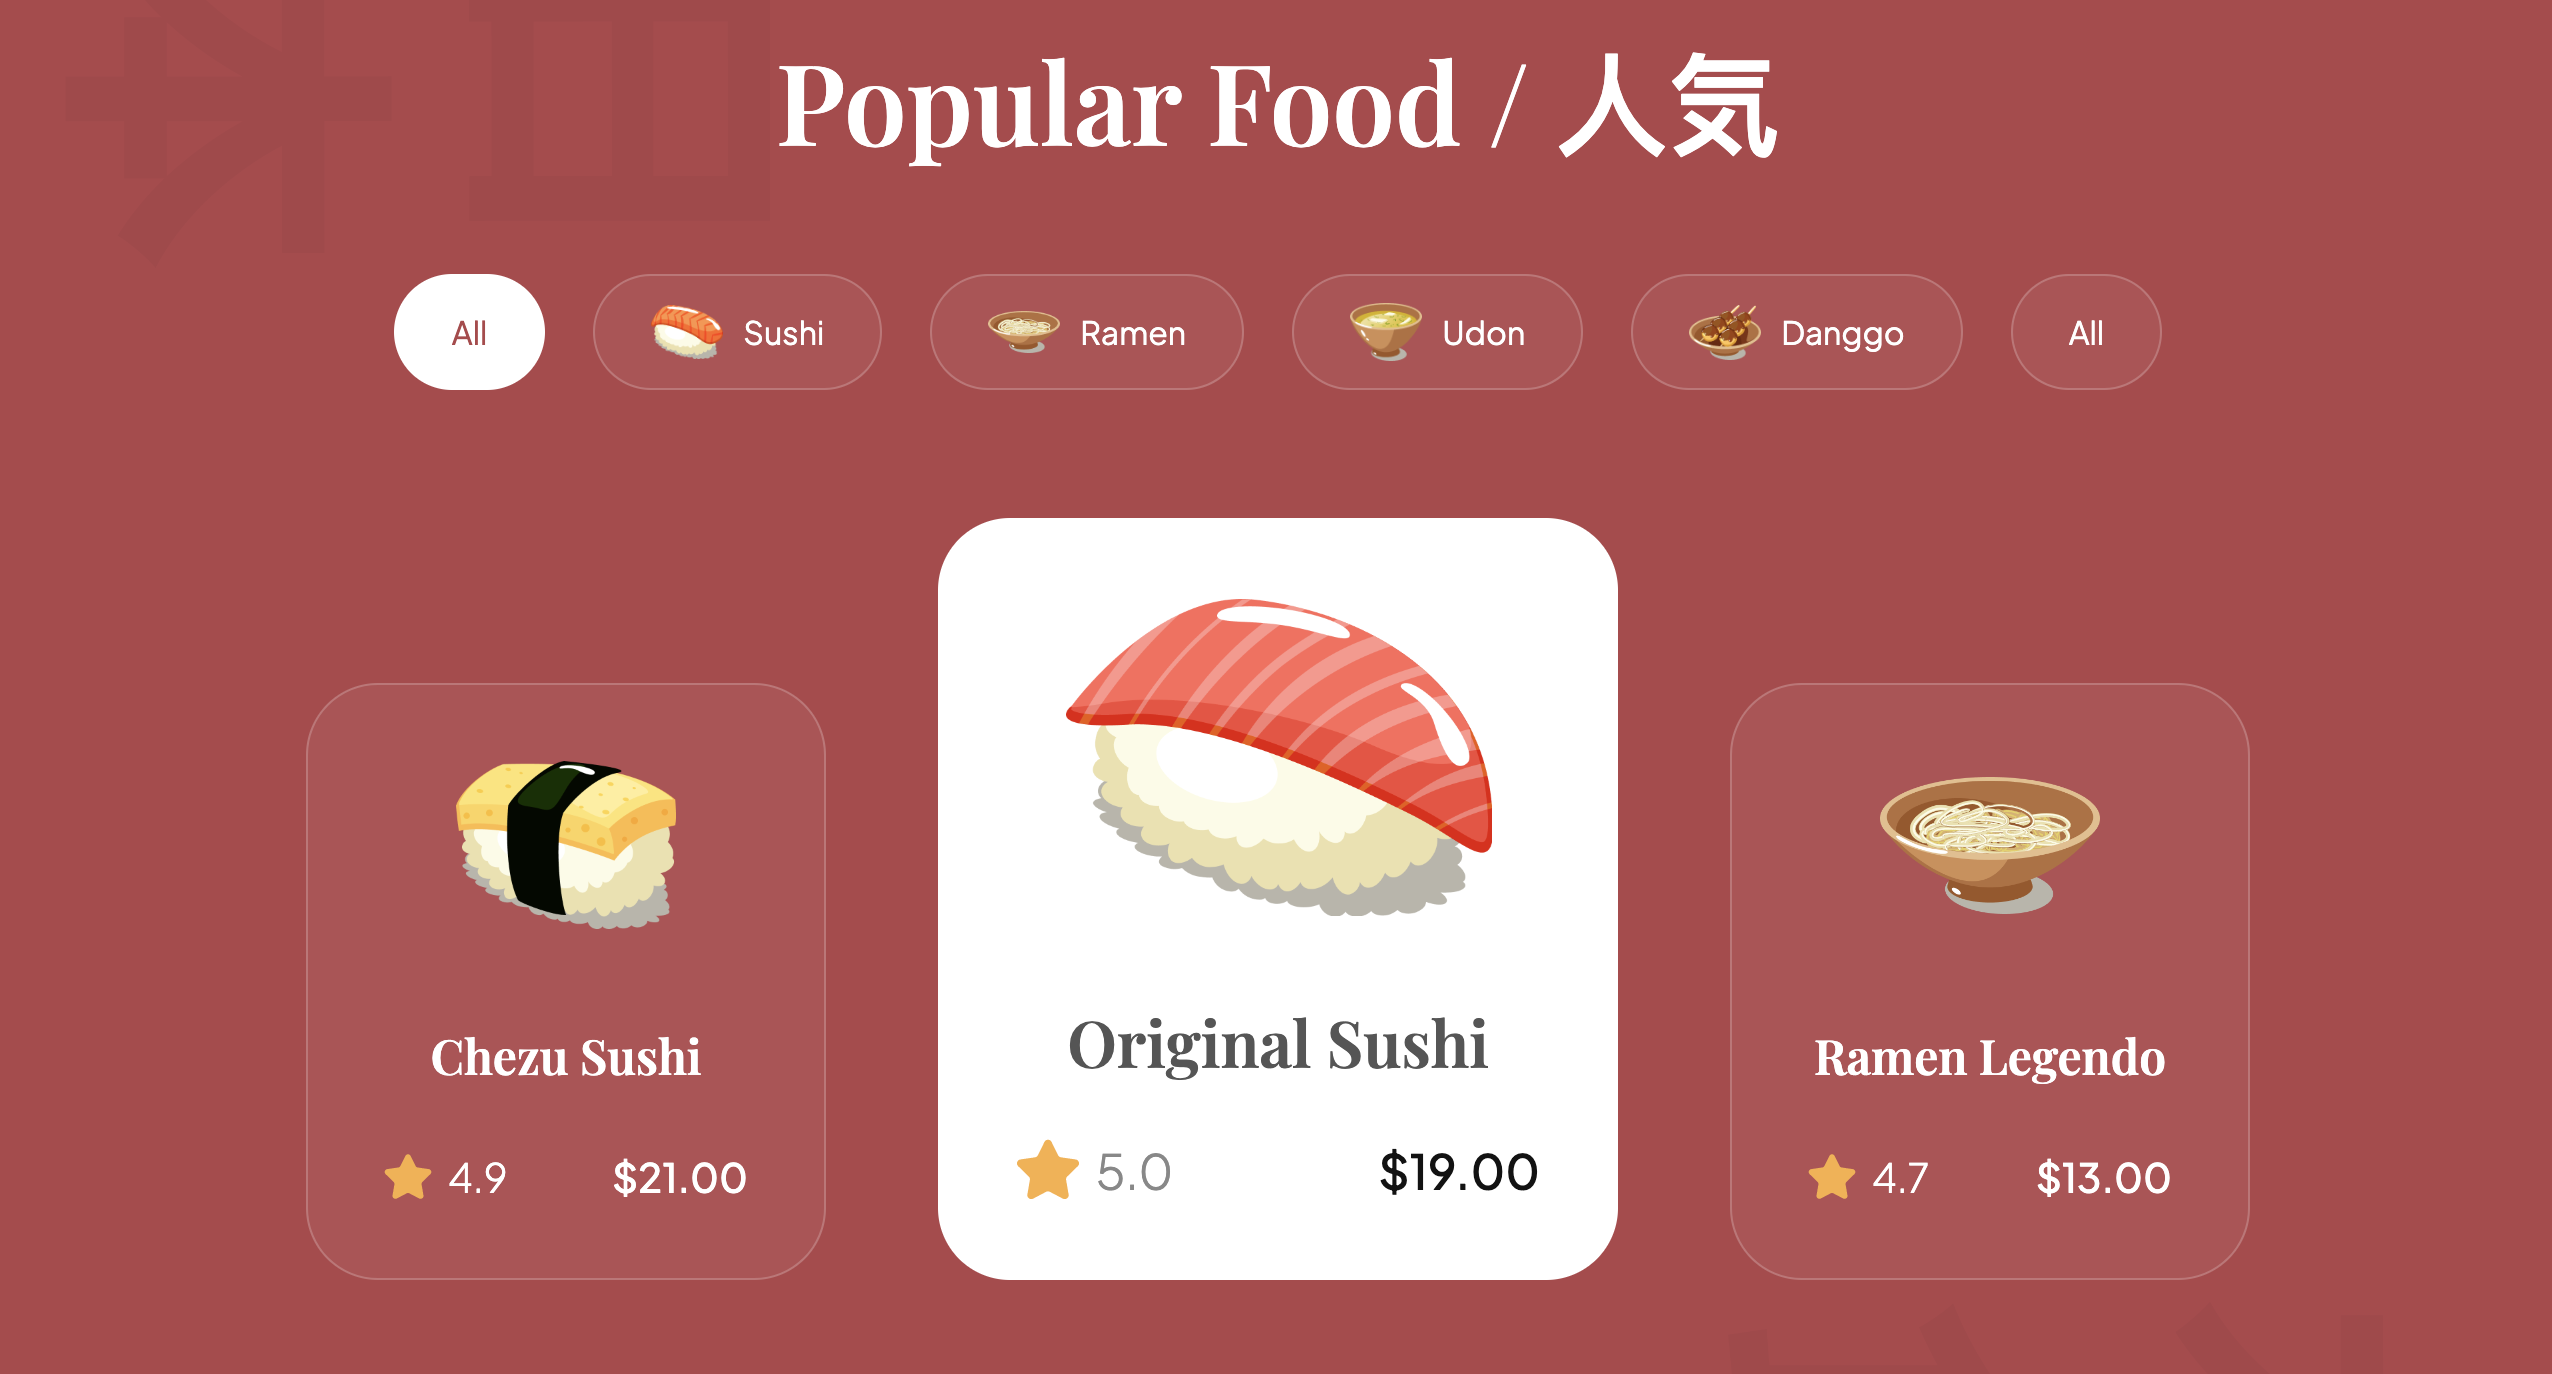 Popular Food / 人気
All
Sushi
Ramen
Udon
Danggo
All
Chezu Sushi
4.9
$21.00
Original Sushi
5.0
$19.00
Ramen Legendo
4.7
$13.00